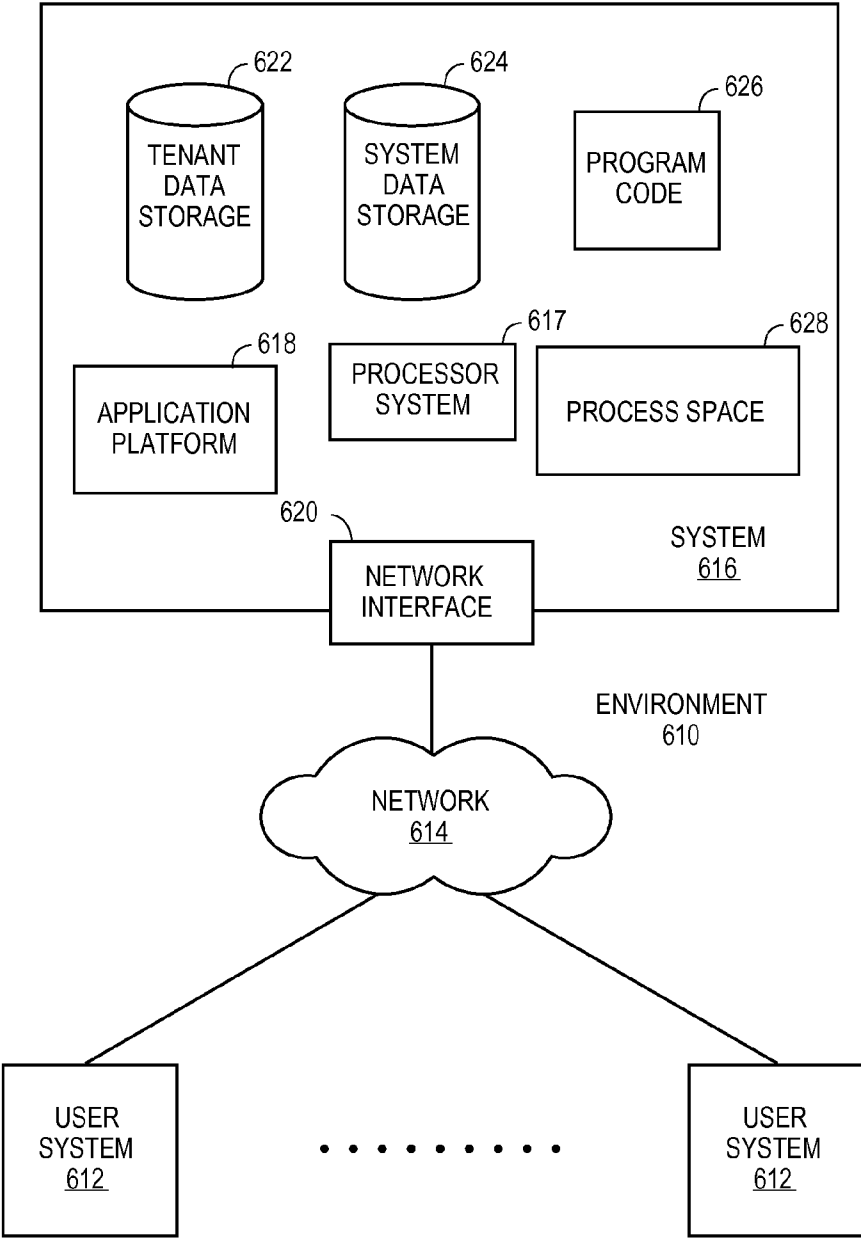 622
TENANT
DATA
STORAGE
624
SYSTEM
DATA
STORAGE
626
PROGRAM
CODE
618
APPLICATION
PLATFORM
617
PROCESSOR
SYSTEM
628
PROCESS SPACE
620
NETWORK
INTERFACE
SYSTEM
616
ENVIRONMENT
610
NETWORK
614
USER
SYSTEM
612
USER
SYSTEM
612